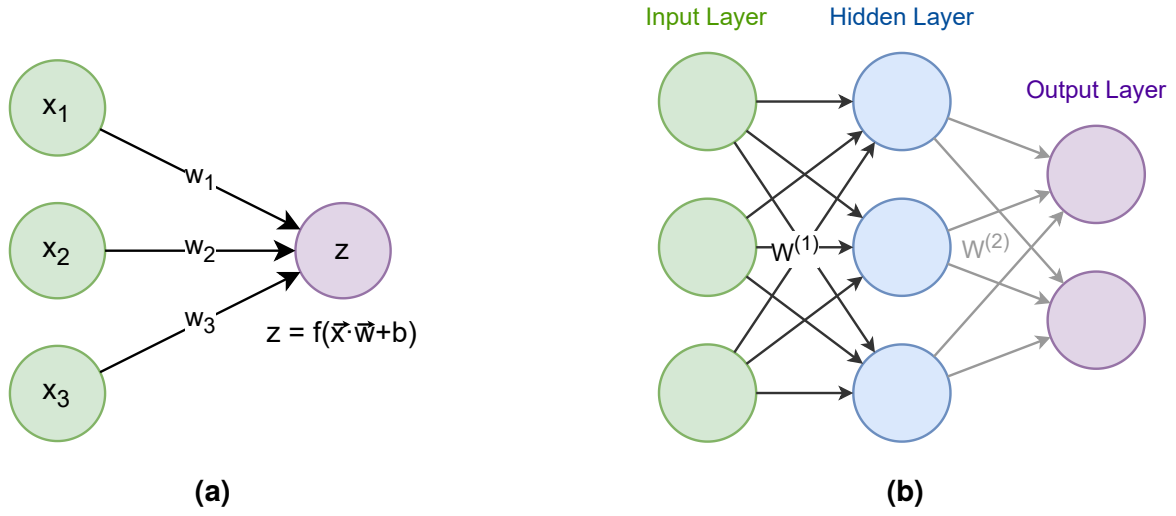 x₁
w₁
x₂
w₂
z
w₃
z = f(x⃗·w⃗+b)
x₃
(a)
Input Layer
Hidden Layer
Output Layer
W⁽¹⁾
W⁽²⁾
(b)